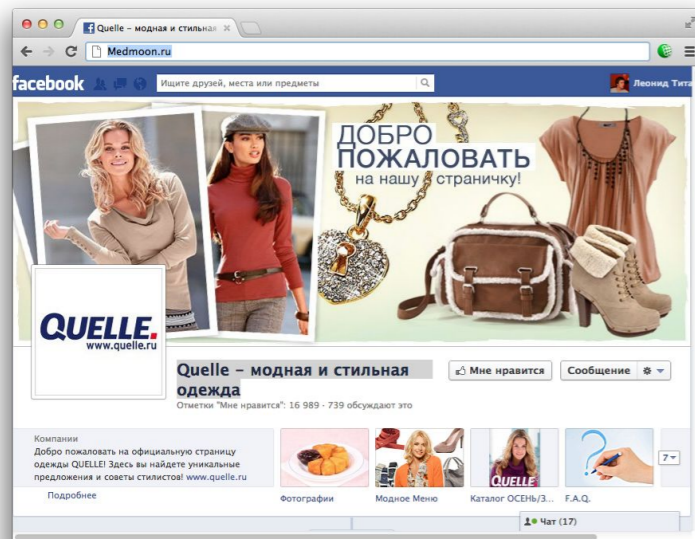 Quelle – модная и стильная
Medmoon.ru
facebook
Ищите друзей, места или предметы
Леонид Тита
ДОБРО
ПОЖАЛОВАТЬ
на нашу страничку!
QUELLE.
www.quelle.ru
Quelle – модная и стильная
одежда
Мне нравится
Сообщение
Отметки "Мне нравится": 16 989 · 739 обсуждают это
Компании
Добро пожаловать на официальную страницу
одежды QUELLE! Здесь вы найдете уникальные
предложения и советы стилистов! www.quelle.ru
Подробнее
QUELLE
7
Фотографии
Модное Меню
Каталог ОСЕНЬ/З...
F.A.Q.
Чат (17)